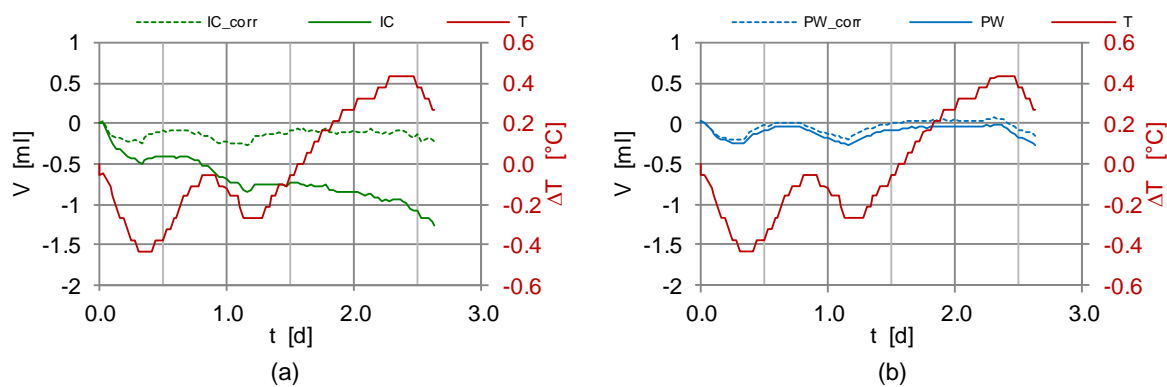 IC_corr IC T
1 0.6
0.5 0.4
0 0.2
-0.5 0.0
-1 -0.2
-1.5 -0.4
-2 -0.6
V [ml]
ΔT [°C]
0.0 1.0 2.0 3.0
t [d]
(a)
PW_corr PW T
1 0.6
0.5 0.4
0 0.2
-0.5 0.0
-1 -0.2
-1.5 -0.4
-2 -0.6
V [ml]
ΔT [°C]
0.0 1.0 2.0 3.0
t [d]
(b)